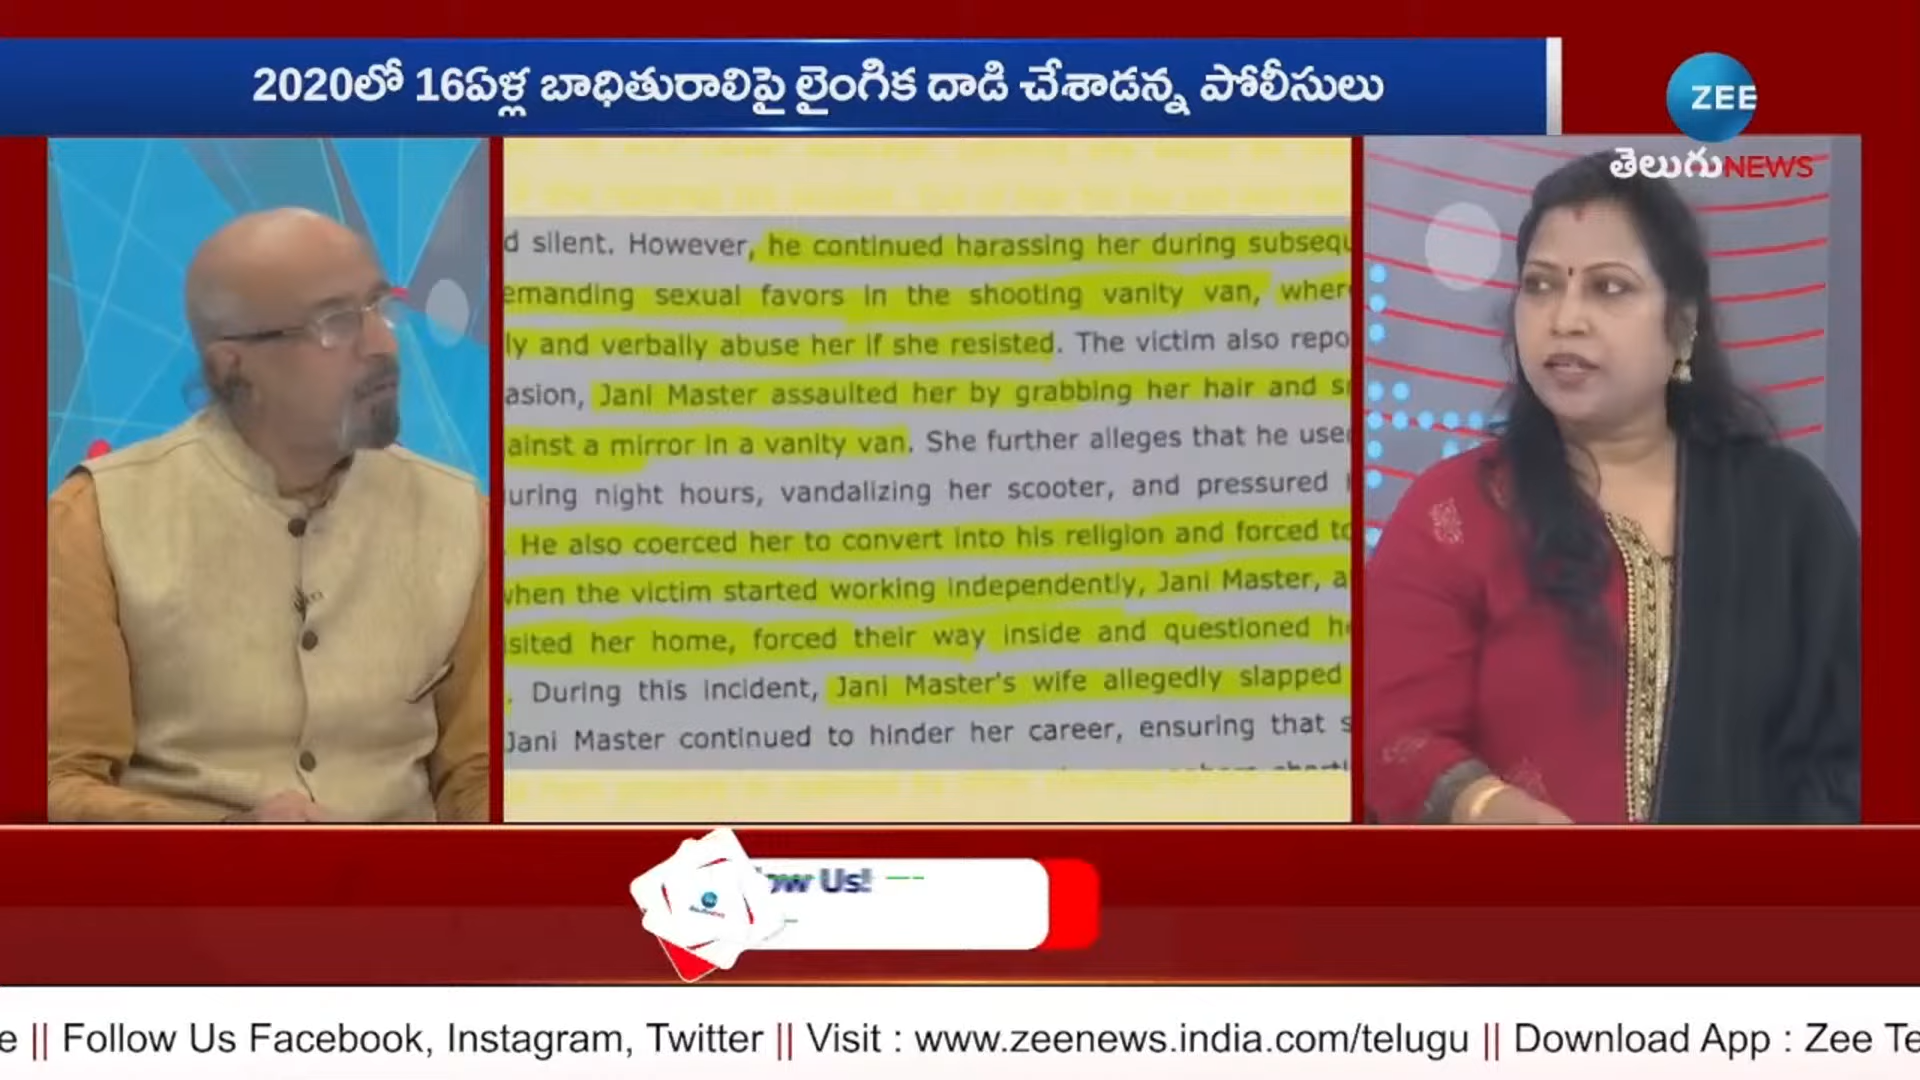 2020లో 16ఏళ్ల బాధితురాలిపై లైంగిక దాడి చేశాడన్న పోలీసులు
ZEE
తెలుగు NEWS
d silent. However, he continued harassing her during subsequ
emanding sexual favors in the shooting vanity van, wher
ly and verbally abuse her if she resisted. The victim also repo
asion, Jani Master assaulted her by grabbing her hair and s
ainst a mirror in a vanity van. She further alleges that he use
uring night hours, vandalizing her scooter, and pressured
. He also coerced her to convert into his religion and forced to
when the victim started working independently, Jani Master, a
isited her home, forced their way inside and questioned he
. During this incident, Jani Master's wife allegedly slapped
Jani Master continued to hinder her career, ensuring that s
ow Us!
e || Follow Us Facebook, Instagram, Twitter || Visit : www.zeenews.india.com/telugu || Download App : Zee Te